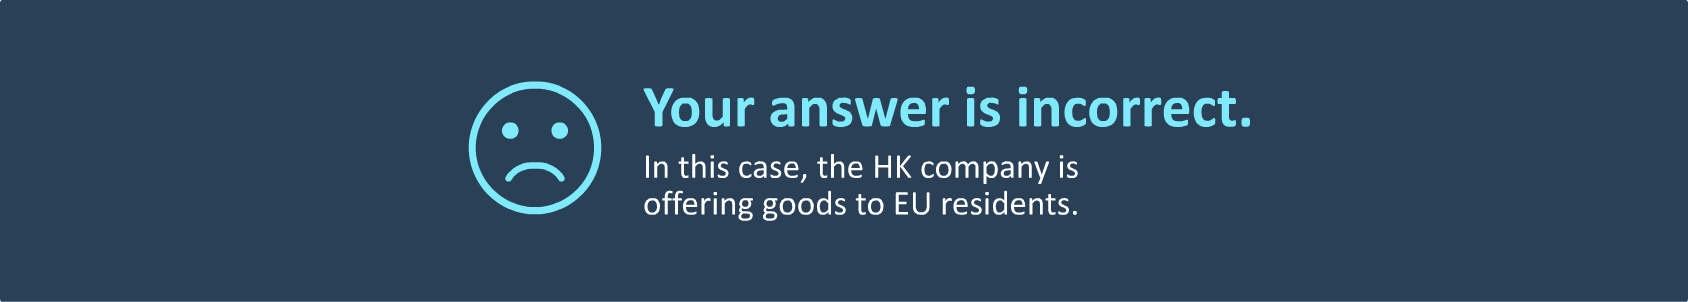 Your answer is incorrect.
In this case, the HK company is
offering goods to EU residents.